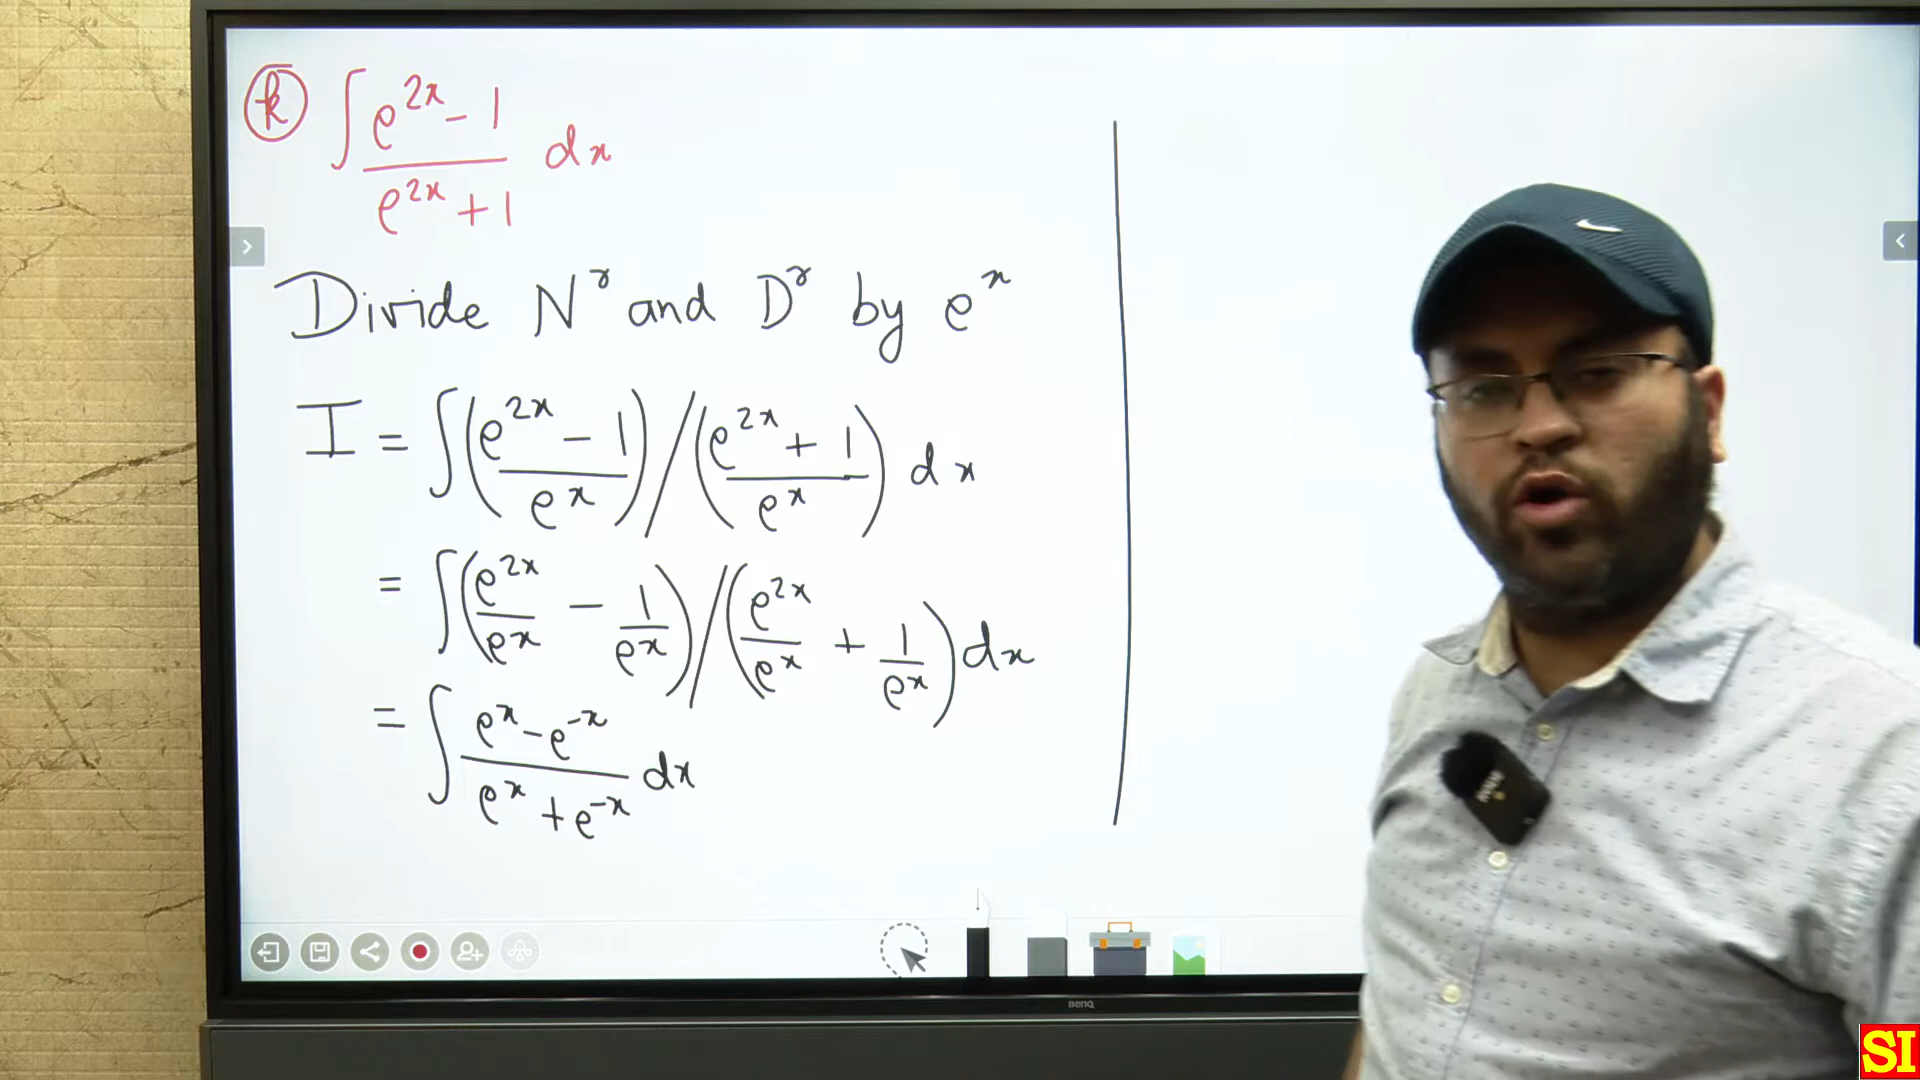 (k) ∫ (e^{2x} - 1)/(e^{2x} + 1) dx
Divide N^r and D^r by e^x
I = ∫ ((e^{2x} - 1)/e^x) / ((e^{2x} + 1)/e^x) dx
= ∫ (e^{2x}/e^x - 1/e^x) / (e^{2x}/e^x + 1/e^x) dx
= ∫ (e^x - e^{-x})/(e^x + e^{-x}) dx
BenQ
SI